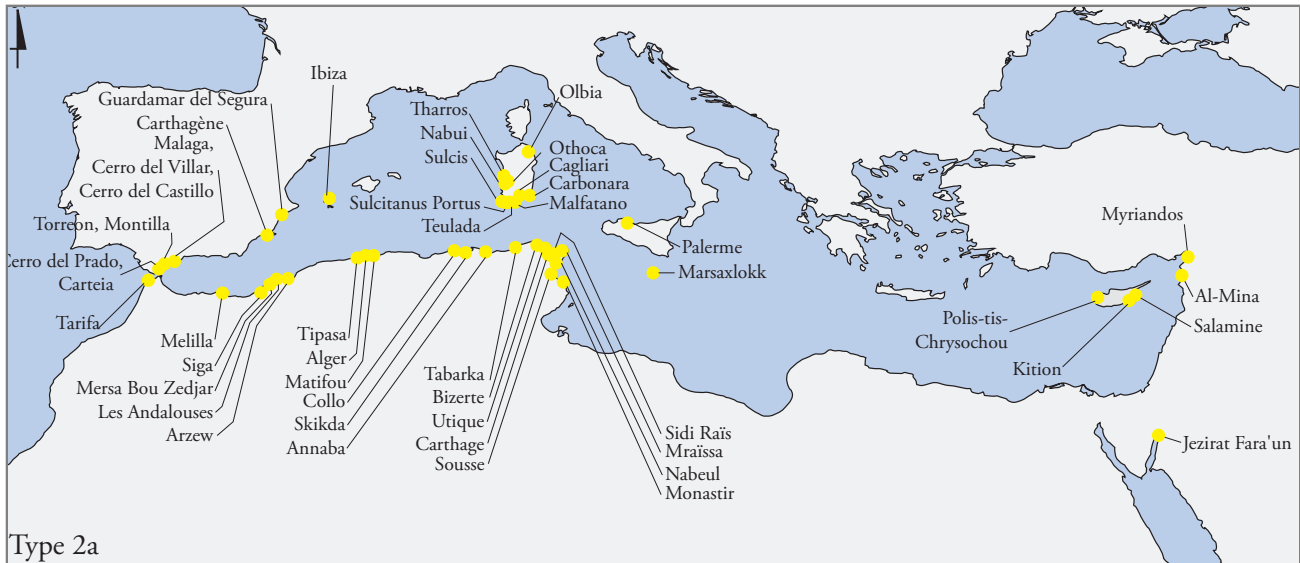 Ibiza
Guardamar del Segura
Carthagène
Malaga,
Cerro del Villar,
Cerro del Castillo
Torreon, Montilla
Cerro del Prado,
Carteia
Tarifa
Melilla
Siga
Mersa Bou Zedjar
Les Andalouses
Arzew
Tipasa
Alger
Matifou
Collo
Skikda
Annaba
Tharros
Nabui
Sulcis
Sulcitanus Portus
Teulada
Olbia
Othoca
Cagliari
Carbonara
Malfatano
Tabarka
Bizerte
Utique
Carthage
Sousse
Sidi Raïs
Mraïssa
Nabeul
Monastir
Palerme
Marsaxlokk
Myriandos
Al-Mina
Polis-tis-
Chrysochou
Salamine
Kition
Jezirat Fara'un
Type 2a